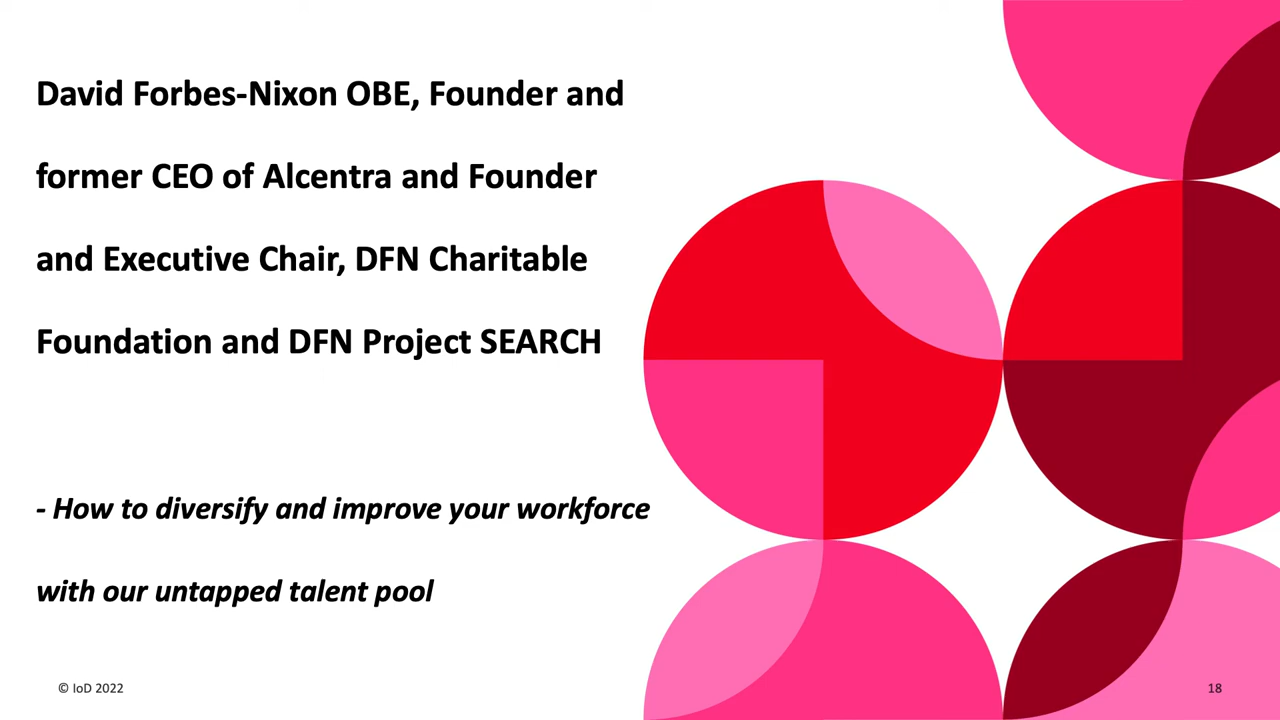 David Forbes-Nixon OBE, Founder and
former CEO of Alcentra and Founder
and Executive Chair, DFN Charitable
Foundation and DFN Project SEARCH
- How to diversify and improve your workforce
with our untapped talent pool
© IoD 2022
18